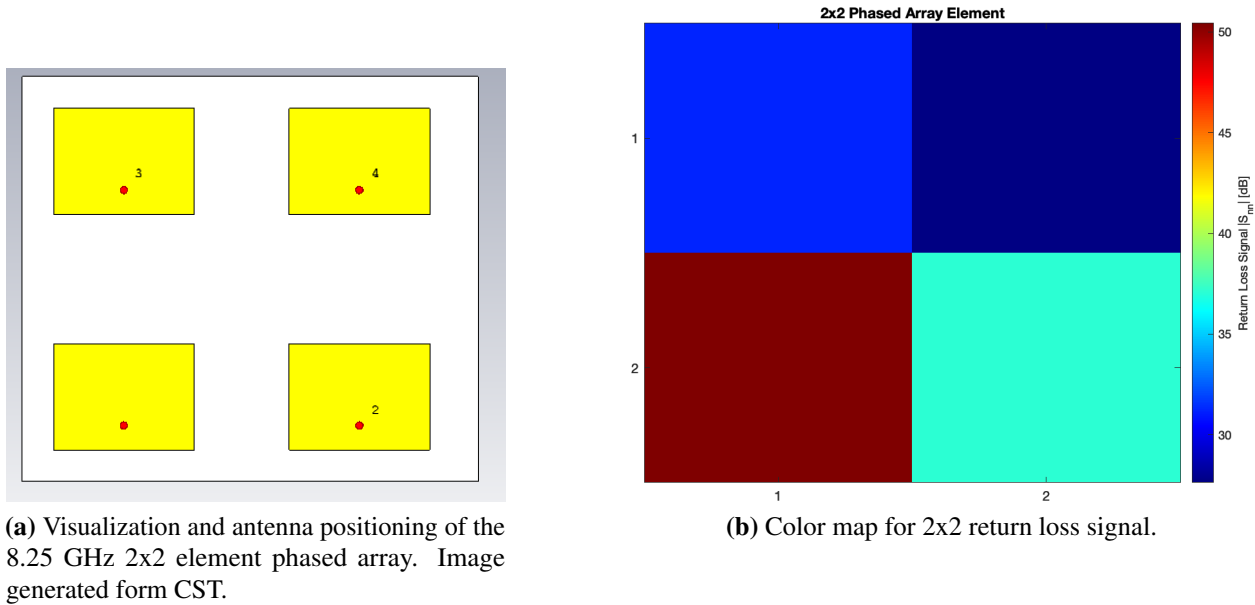 3
4
2
(a) Visualization and antenna positioning of the
8.25 GHz 2x2 element phased array. Image
generated form CST.
2x2 Phased Array Element
1
2
1
2
50
45
40
35
30
Return Loss Signal |S_nn| [dB]
(b) Color map for 2x2 return loss signal.